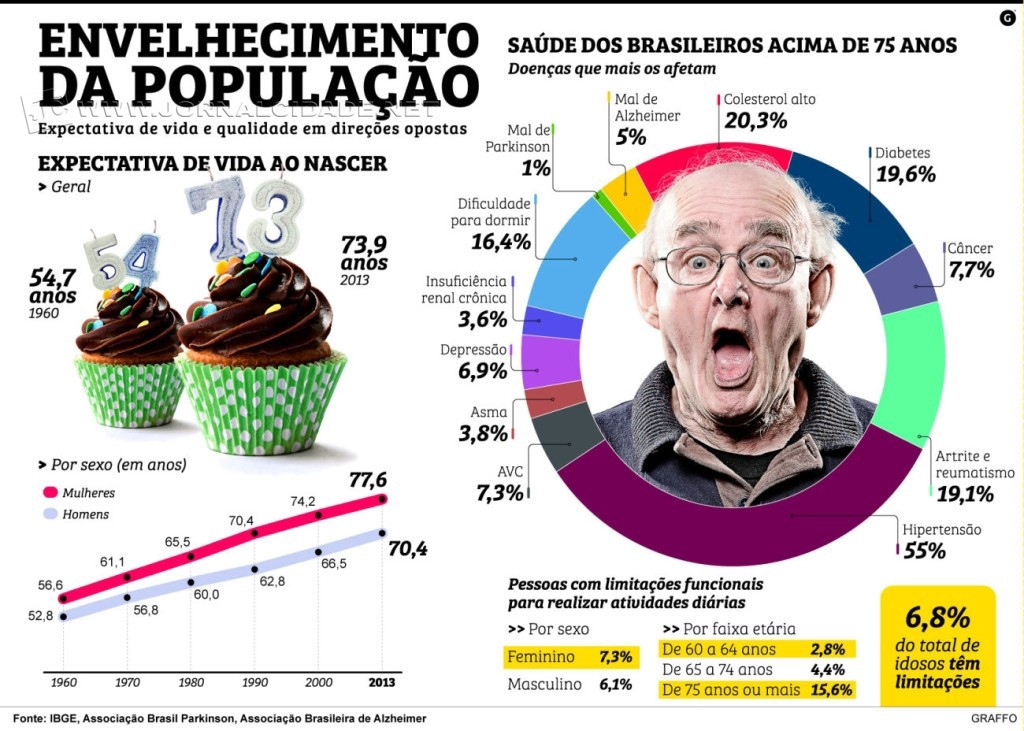 ENVELHECIMENTO
DA POPULAÇÃO
WWW.JORNALCIDADE.NET
Expectativa de vida e qualidade em direções opostas
EXPECTATIVA DE VIDA AO NASCER
> Geral
54
73
54,7
anos
1960
73,9
anos
2013
> Por sexo (em anos)
Mulheres
Homens
77,6
74,2
70,4
65,5
61,1
56,6
70,4
66,5
62,8
60,0
56,8
52,8
1960 1970 1980 1990 2000 2013
G
SAÚDE DOS BRASILEIROS ACIMA DE 75 ANOS
Doenças que mais os afetam
Mal de
Alzheimer
5%
Colesterol alto
20,3%
Mal de
Parkinson
1%
Diabetes
19,6%
Dificuldade
para dormir
16,4%
Câncer
7,7%
Insuficiência
renal crônica
3,6%
Depressão
6,9%
Asma
3,8%
AVC
7,3%
Artrite e
reumatismo
19,1%
Hipertensão
55%
Pessoas com limitações funcionais
para realizar atividades diárias
>> Por sexo
Feminino 7,3%
Masculino 6,1%
>> Por faixa etária
De 60 a 64 anos 2,8%
De 65 a 74 anos 4,4%
De 75 anos ou mais 15,6%
6,8%
do total de
idosos têm
limitações
Fonte: IBGE, Associação Brasil Parkinson, Associação Brasileira de Alzheimer
GRAFFO